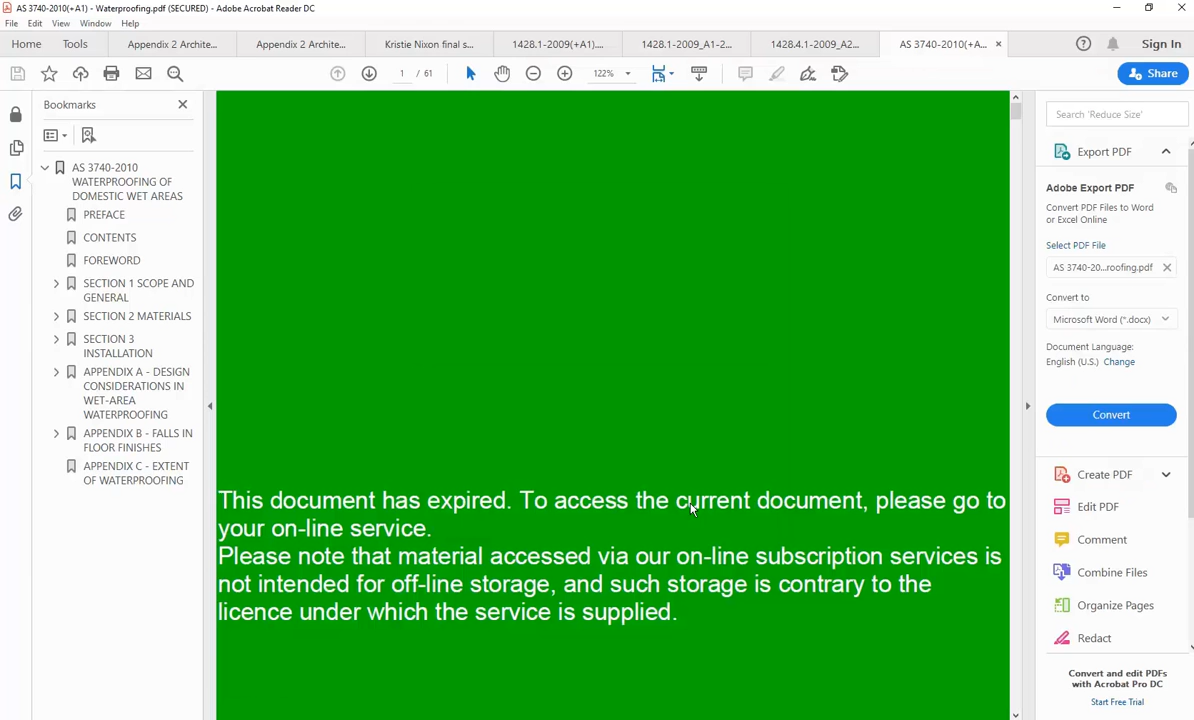 AS 3740-2010(+A1) - Waterproofing.pdf (SECURED) - Adobe Acrobat Reader DC
File Edit View Window Help
Home Tools Appendix 2 Archite... Appendix 2 Archite... Kristie Nixon final s... 1428.1-2009(+A1).... 1428.1-2009_A1-2... 1428.4.1-2009_A2... AS 3740-2010(+A... × Sign In
1 / 61 122% Share
Bookmarks
AS 3740-2010
WATERPROOFING OF
DOMESTIC WET AREAS
PREFACE
CONTENTS
FOREWORD
SECTION 1 SCOPE AND
GENERAL
SECTION 2 MATERIALS
SECTION 3
INSTALLATION
APPENDIX A - DESIGN
CONSIDERATIONS IN
WET-AREA
WATERPROOFING
APPENDIX B - FALLS IN
FLOOR FINISHES
APPENDIX C - EXTENT
OF WATERPROOFING
This document has expired. To access the current document, please go to
your on-line service.
Please note that material accessed via our on-line subscription services is
not intended for off-line storage, and such storage is contrary to the
licence under which the service is supplied.
Search 'Reduce Size'
Export PDF
Adobe Export PDF
Convert PDF Files to Word
or Excel Online
Select PDF File
AS 3740-20...roofing.pdf
Convert to
Microsoft Word (*.docx)
Document Language:
English (U.S.) Change
Convert
Create PDF
Edit PDF
Comment
Combine Files
Organize Pages
Redact
Convert and edit PDFs
with Acrobat Pro DC
Start Free Trial